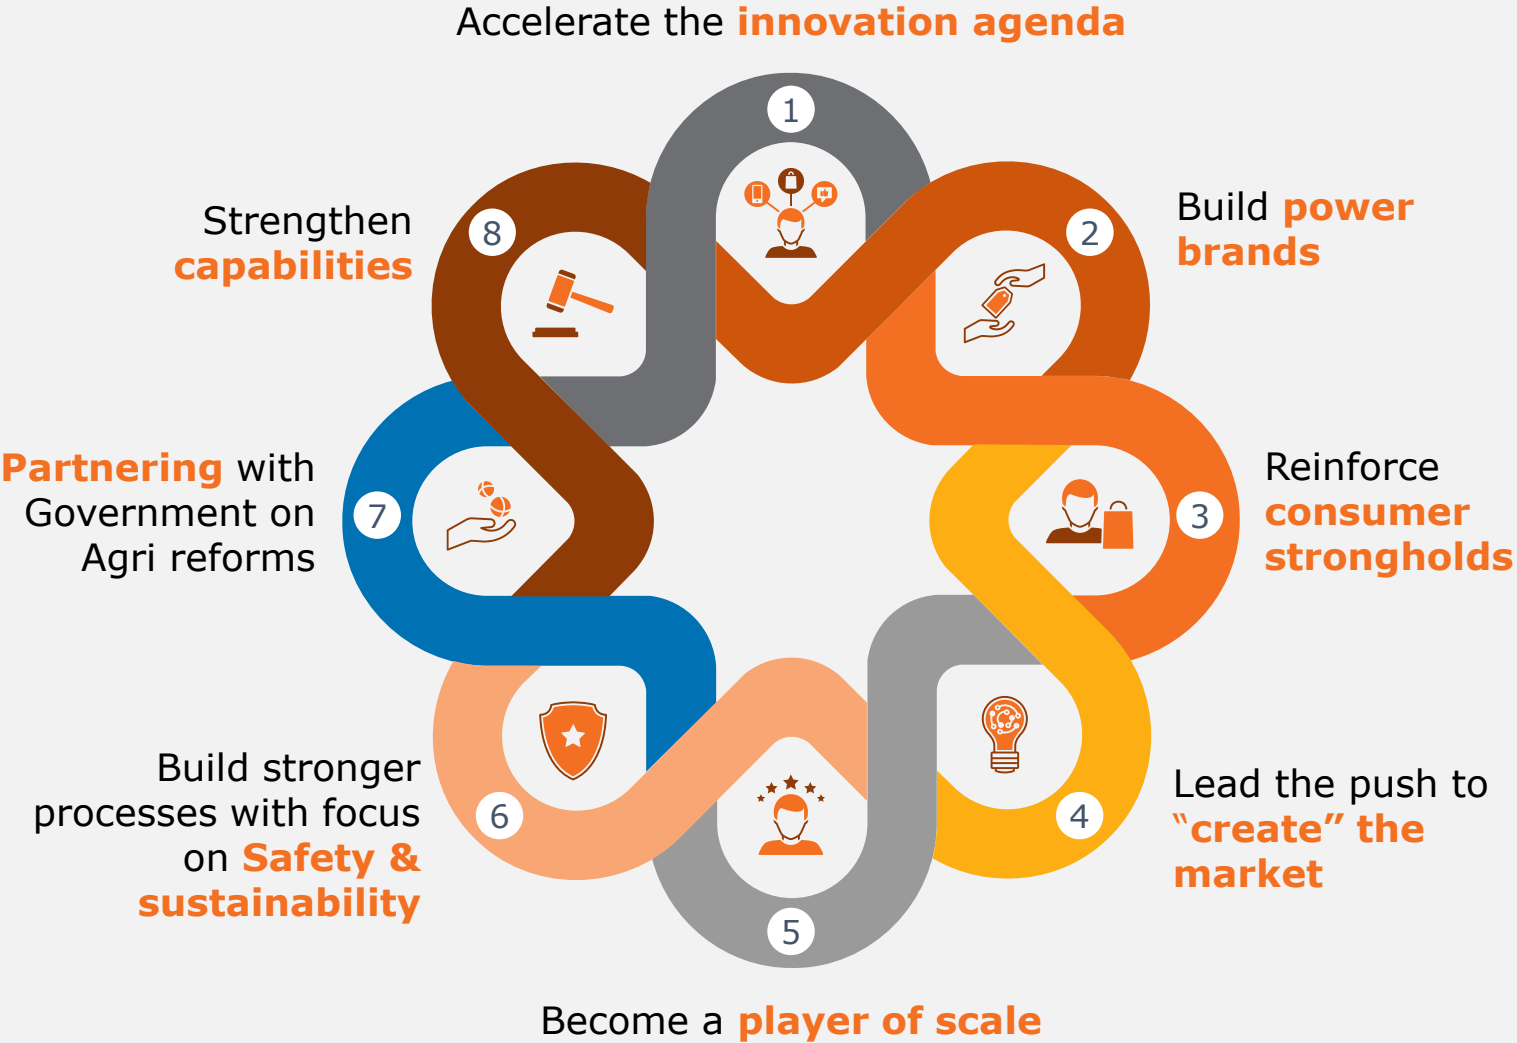 Accelerate the innovation agenda
1
Build power
brands
2
Reinforce
consumer
strongholds
3
Lead the push to
“create” the
market
4
Become a player of scale
5
Build stronger
processes with focus
on Safety &
sustainability
6
Partnering with
Government on
Agri reforms
7
Strengthen
capabilities
8